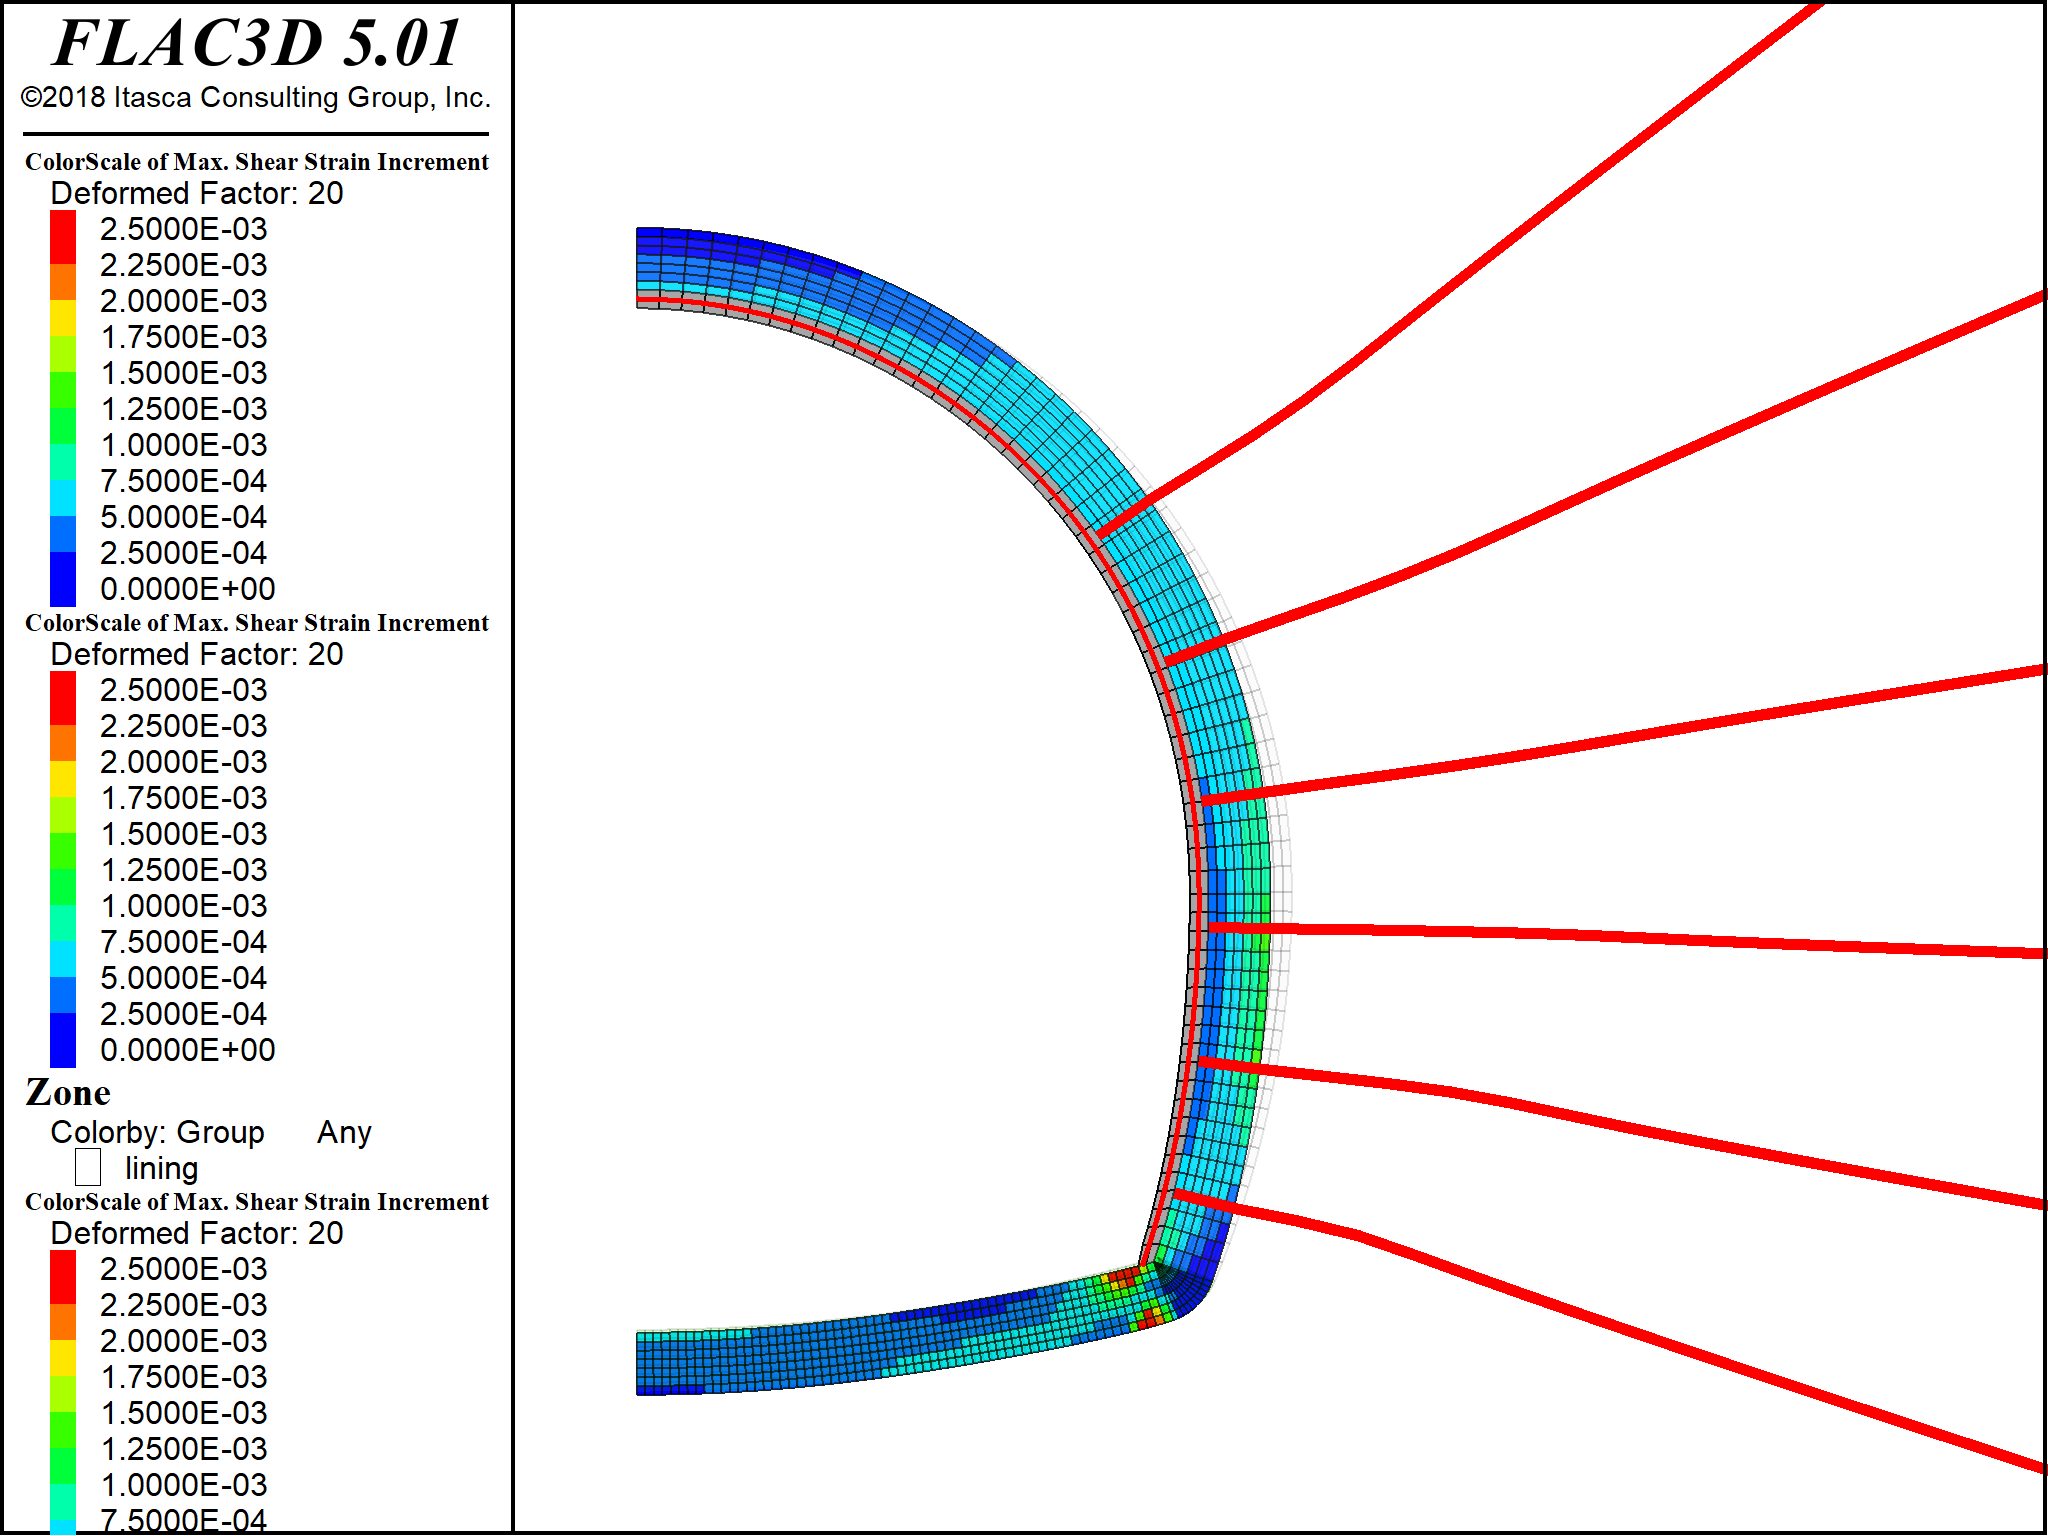 FLAC3D 5.01
©2018 Itasca Consulting Group, Inc.
ColorScale of Max. Shear Strain Increment
Deformed Factor: 20
2.5000E-03
2.2500E-03
2.0000E-03
1.7500E-03
1.5000E-03
1.2500E-03
1.0000E-03
7.5000E-04
5.0000E-04
2.5000E-04
0.0000E+00
ColorScale of Max. Shear Strain Increment
Deformed Factor: 20
2.5000E-03
2.2500E-03
2.0000E-03
1.7500E-03
1.5000E-03
1.2500E-03
1.0000E-03
7.5000E-04
5.0000E-04
2.5000E-04
0.0000E+00
Zone
Colorby: Group Any
lining
ColorScale of Max. Shear Strain Increment
Deformed Factor: 20
2.5000E-03
2.2500E-03
2.0000E-03
1.7500E-03
1.5000E-03
1.2500E-03
1.0000E-03
7.5000E-04